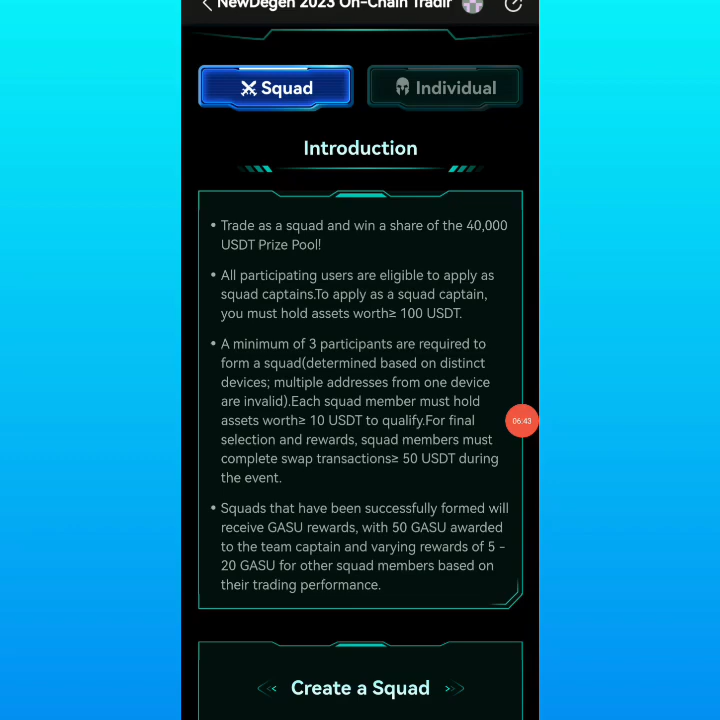 NewDegen 2023 On-Chain Tradir
Squad
Individual
Introduction
• Trade as a squad and win a share of the 40,000
USDT Prize Pool!
• All participating users are eligible to apply as
squad captains.To apply as a squad captain,
you must hold assets worth≥ 100 USDT.
• A minimum of 3 participants are required to
form a squad(determined based on distinct
devices; multiple addresses from one device
are invalid).Each squad member must hold
assets worth≥ 10 USDT to qualify.For final
selection and rewards, squad members must
complete swap transactions≥ 50 USDT during
the event.
06:43
• Squads that have been successfully formed will
receive GASU rewards, with 50 GASU awarded
to the team captain and varying rewards of 5 -
20 GASU for other squad members based on
their trading performance.
Create a Squad